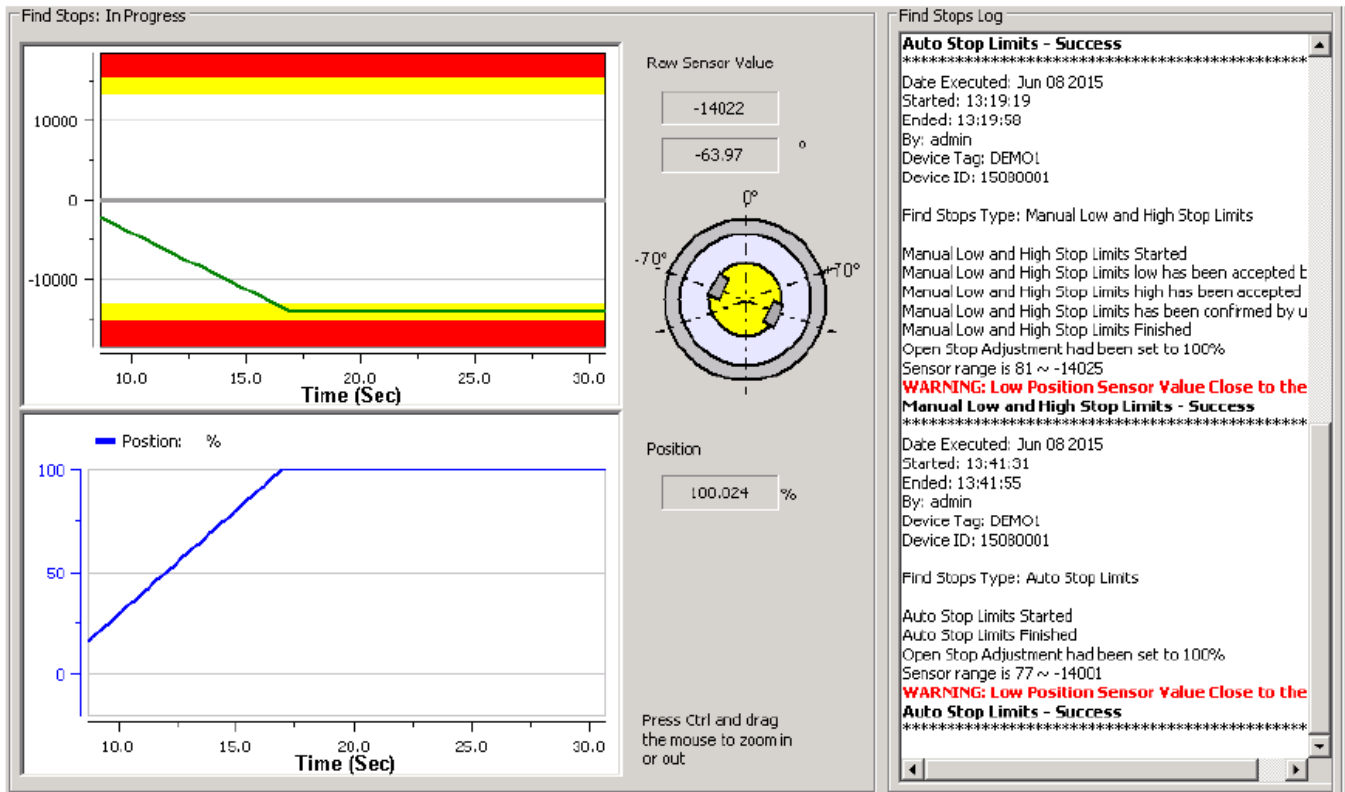 Find Stops: In Progress
10000
0
-10000
10.0
15.0
20.0
25.0
30.0
Time (Sec)
Raw Sensor Value
-14022
-63.97
°
0°
-70°
+70°
Position: %
100
50
0
10.0
15.0
20.0
25.0
30.0
Time (Sec)
Position
100.024 %
Press Ctrl and drag
the mouse to zoom in
or out
Find Stops Log
Auto Stop Limits - Success
**************************************************
Date Executed: Jun 08 2015
Started: 13:19:19
Ended: 13:19:58
By: admin
Device Tag: DEMO1
Device ID: 15080001
Find Stops Type: Manual Low and High Stop Limits
Manual Low and High Stop Limits Started
Manual Low and High Stop Limits low has been accepted b
Manual Low and High Stop Limits high has been accepted
Manual Low and High Stop Limits has been confirmed by u
Manual Low and High Stop Limits Finished
Open Stop Adjustment had been set to 100%
Sensor range is 81 ~ -14025
WARNING: Low Position Sensor Value Close to the
Manual Low and High Stop Limits - Success
**************************************************
Date Executed: Jun 08 2015
Started: 13:41:31
Ended: 13:41:55
By: admin
Device Tag: DEMO1
Device ID: 15080001
Find Stops Type: Auto Stop Limits
Auto Stop Limits Started
Auto Stop Limits Finished
Open Stop Adjustment had been set to 100%
Sensor range is 77 ~ -14001
WARNING: Low Position Sensor Value Close to the
Auto Stop Limits - Success
**************************************************